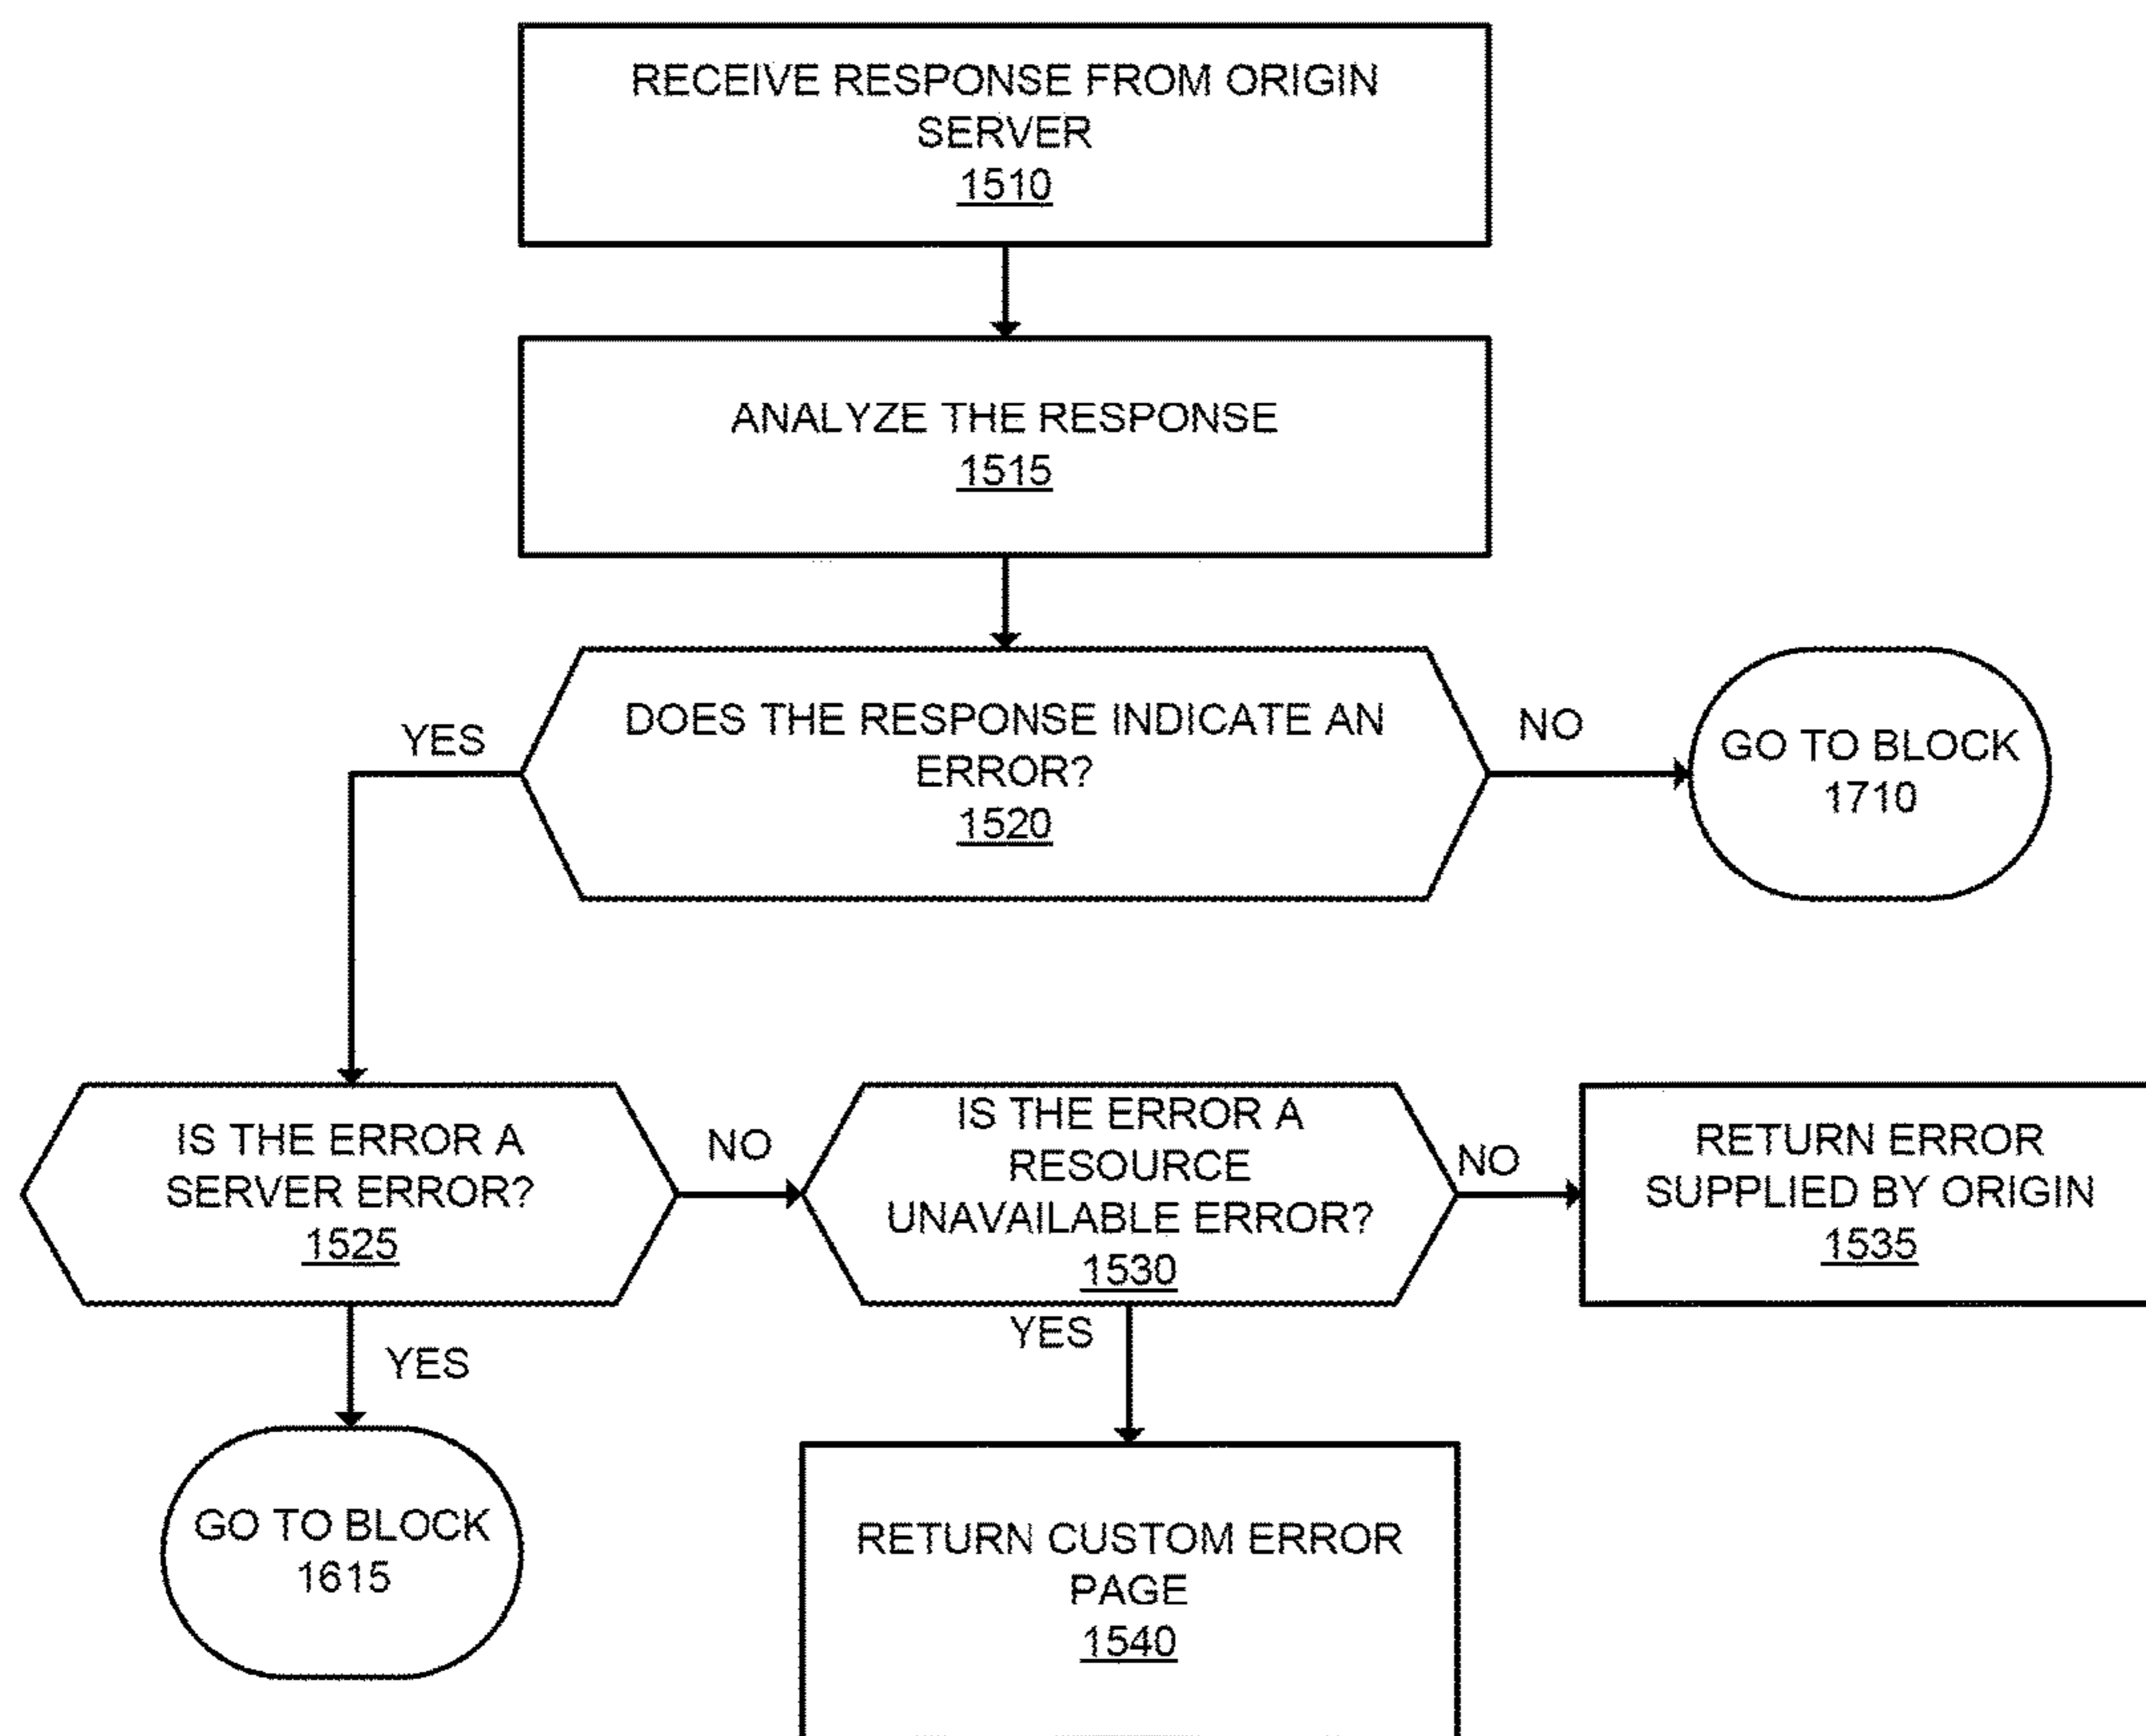 RECEIVE RESPONSE FROM ORIGIN
SERVER
1510
ANALYZE THE RESPONSE
1515
DOES THE RESPONSE INDICATE AN
ERROR?
1520
YES
NO
GO TO BLOCK
1710
IS THE ERROR A
SERVER ERROR?
1525
NO
IS THE ERROR A
RESOURCE
UNAVAILABLE ERROR?
1530
NO
RETURN ERROR
SUPPLIED BY ORIGIN
1535
YES
GO TO BLOCK
1615
YES
RETURN CUSTOM ERROR
PAGE
1540